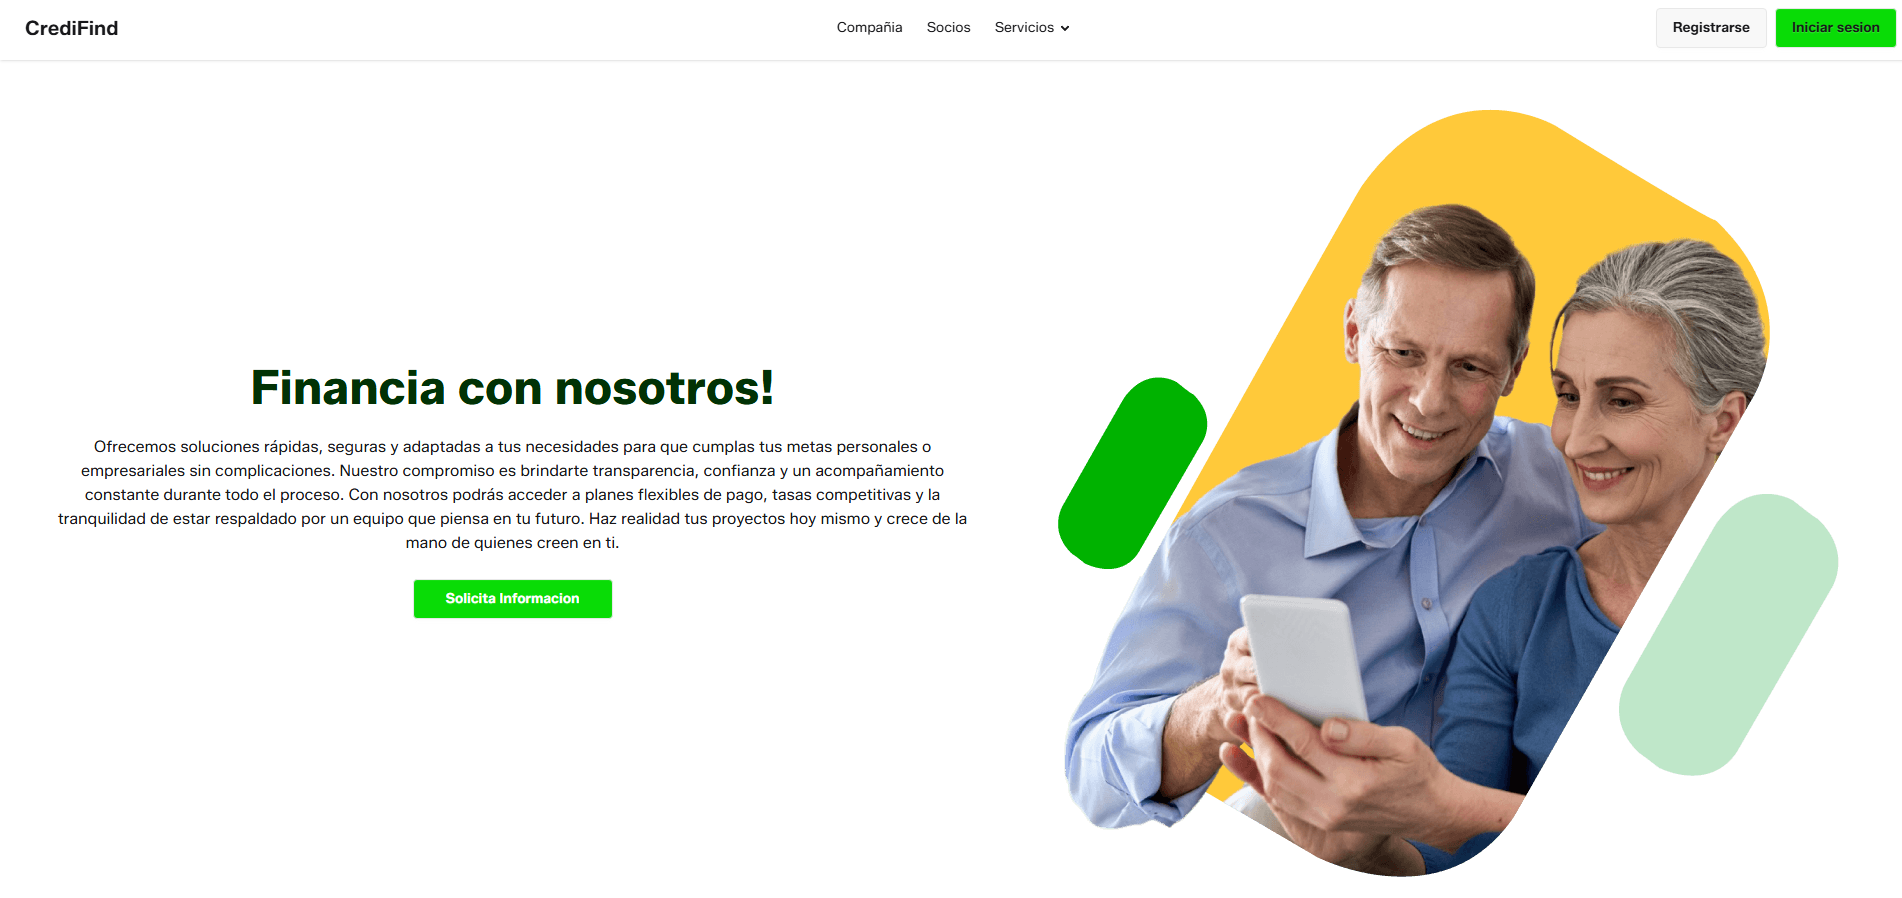 CrediFind
Compañia
Socios
Servicios
Registrarse
Iniciar sesion
Financia con nosotros!
Ofrecemos soluciones rápidas, seguras y adaptadas a tus necesidades para que cumplas tus metas personales o
empresariales sin complicaciones. Nuestro compromiso es brindarte transparencia, confianza y un acompañamiento
constante durante todo el proceso. Con nosotros podrás acceder a planes flexibles de pago, tasas competitivas y la
tranquilidad de estar respaldado por un equipo que piensa en tu futuro. Haz realidad tus proyectos hoy mismo y crece de la
mano de quienes creen en ti.
Solicita Informacion